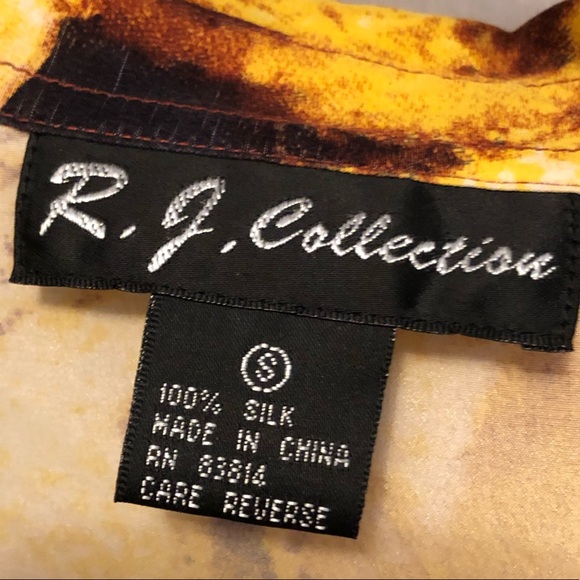 R. J. Collection
S
100% SILK
MADE IN CHINA
RN 83814
CARE REVERSE